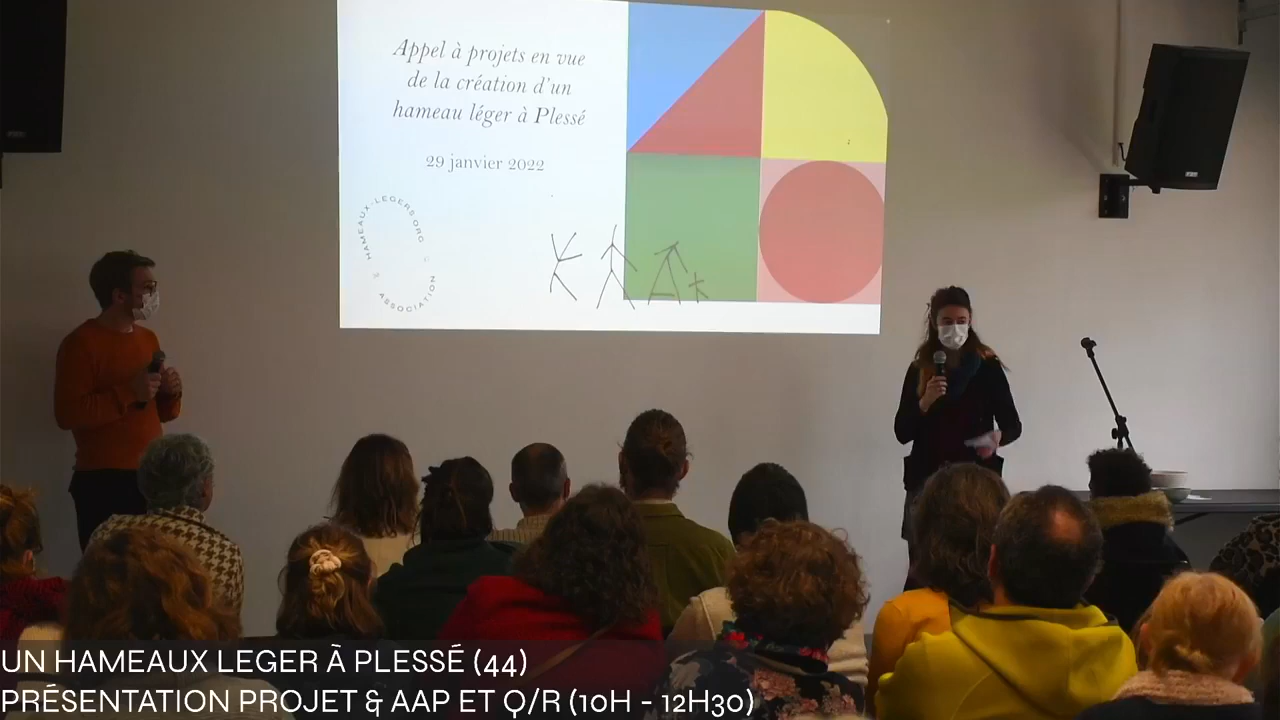 Appel à projets en vue
de la création d'un
hameau léger à Plessé
29 janvier 2022
HAMEAUX-LEGERS.ORG
ASSOCIATION
UN HAMEAUX LEGER À PLESSÉ (44)
PRÉSENTATION PROJET & AAP ET Q/R (10H - 12H30)